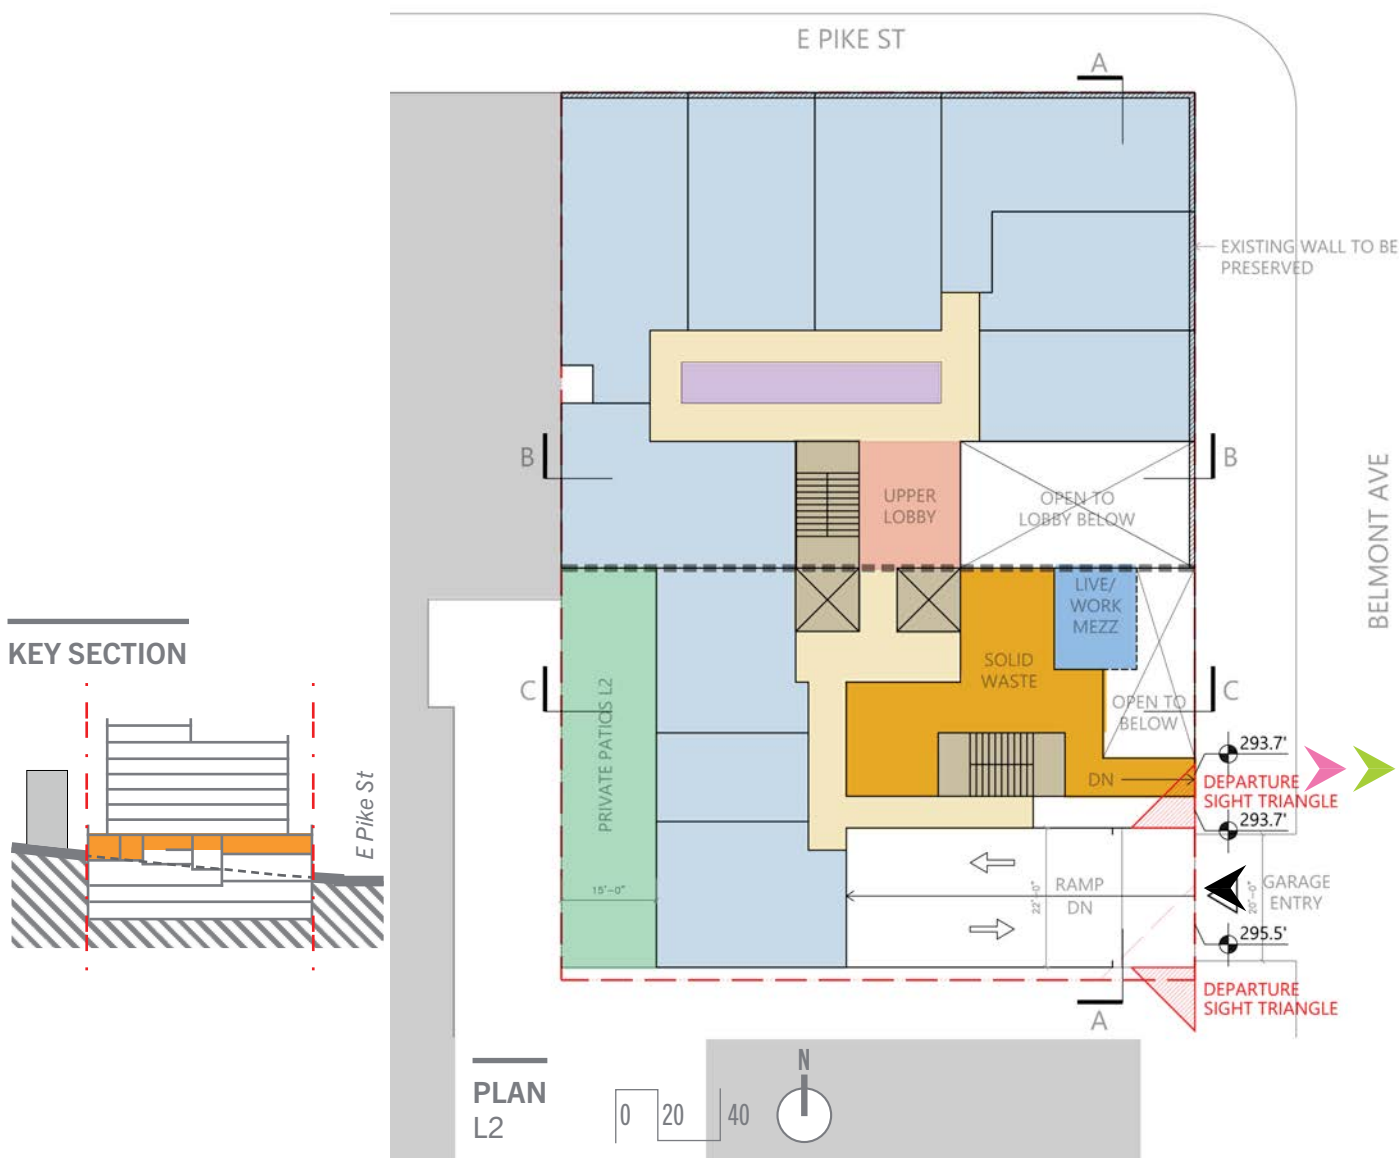 E PIKE ST
A
EXISTING WALL TO BE
PRESERVED
B
B
UPPER
LOBBY
OPEN TO
LOBBY BELOW
BELMONT AVE
LIVE/
WORK
MEZZ
KEY SECTION
SOLID
WASTE
C
C
PRIVATE PATIOS L2
OPEN TO
BELOW
293.7'
DN
DEPARTURE
SIGHT TRIANGLE
E Pike St
293.7'
15'-0"
22'-0"
RAMP
DN
20'-0"
GARAGE
ENTRY
295.5'
DEPARTURE
SIGHT TRIANGLE
A
PLAN
L2
0
20
40
N